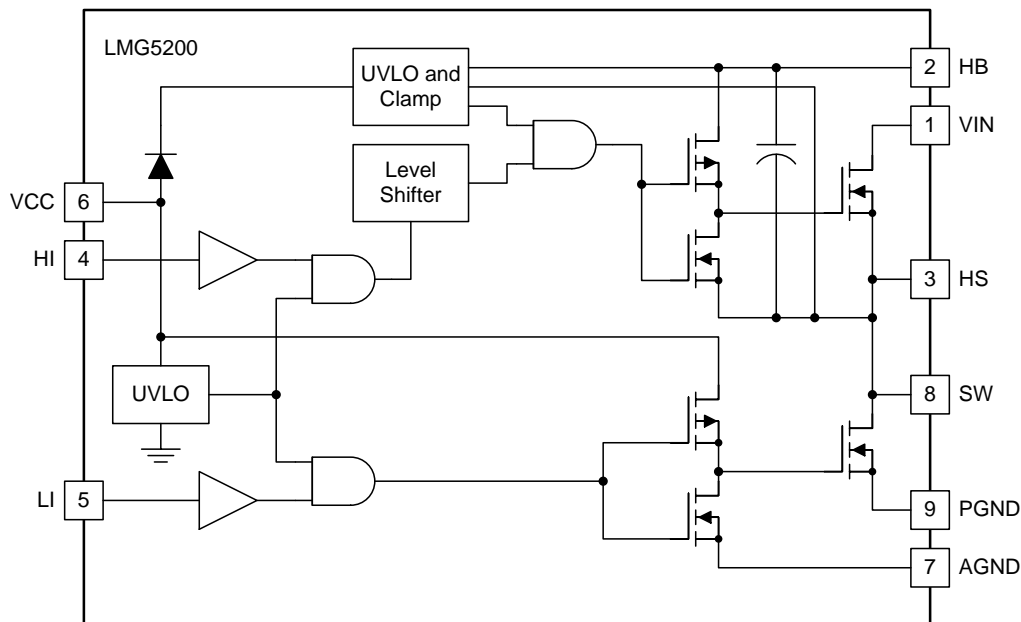 LMG5200
UVLO and
Clamp
2 HB
1 VIN
Level
Shifter
VCC 6
HI 4
3 HS
UVLO
8 SW
LI 5
9 PGND
7 AGND